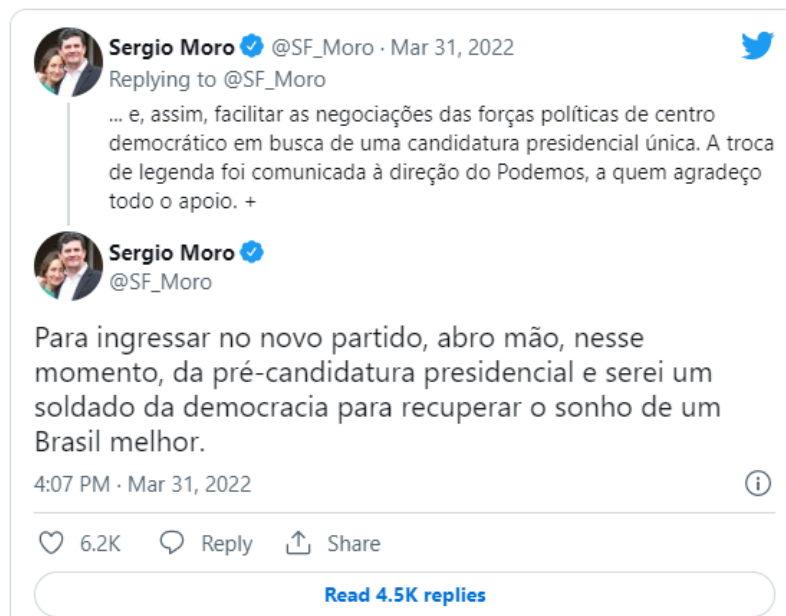 Sergio Moro @SF_Moro · Mar 31, 2022
Replying to @SF_Moro
... e, assim, facilitar as negociações das forças políticas de centro
democrático em busca de uma candidatura presidencial única. A troca
de legenda foi comunicada à direção do Podemos, a quem agradeço
todo o apoio. +
Sergio Moro
@SF_Moro
Para ingressar no novo partido, abro mão, nesse
momento, da pré-candidatura presidencial e serei um
soldado da democracia para recuperar o sonho de um
Brasil melhor.
4:07 PM · Mar 31, 2022
6.2K Reply Share
Read 4.5K replies